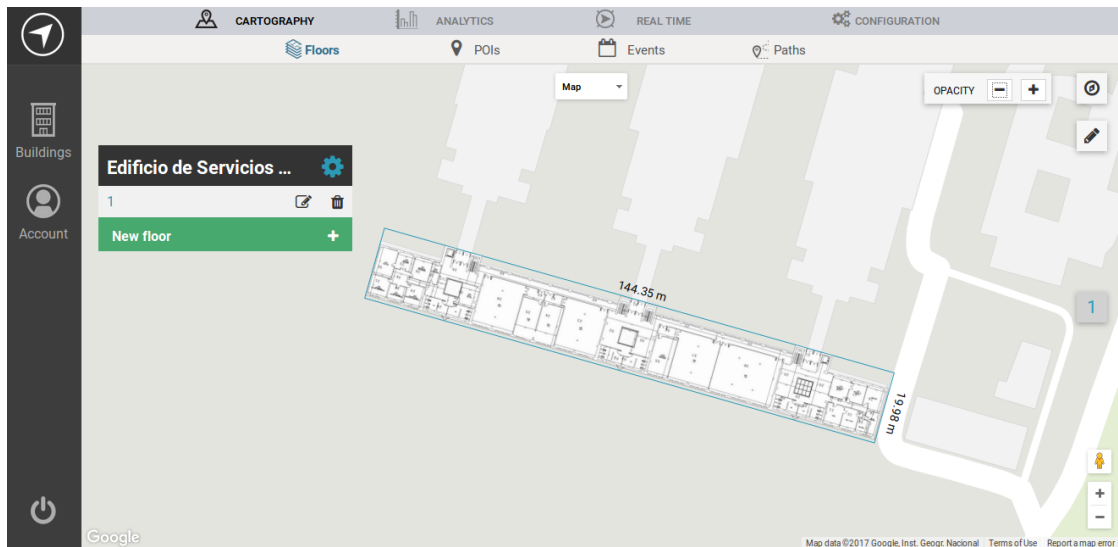 CARTOGRAPHY
ANALYTICS
REAL TIME
CONFIGURATION
Floors
POIs
Events
Paths
Map
OPACITY
Buildings
Account
Edificio de Servicios ...
1
New floor
144.35 m
19.98 m
1
Google
Map data ©2017 Google, Inst. Geogr. Nacional Terms of Use Report a map error